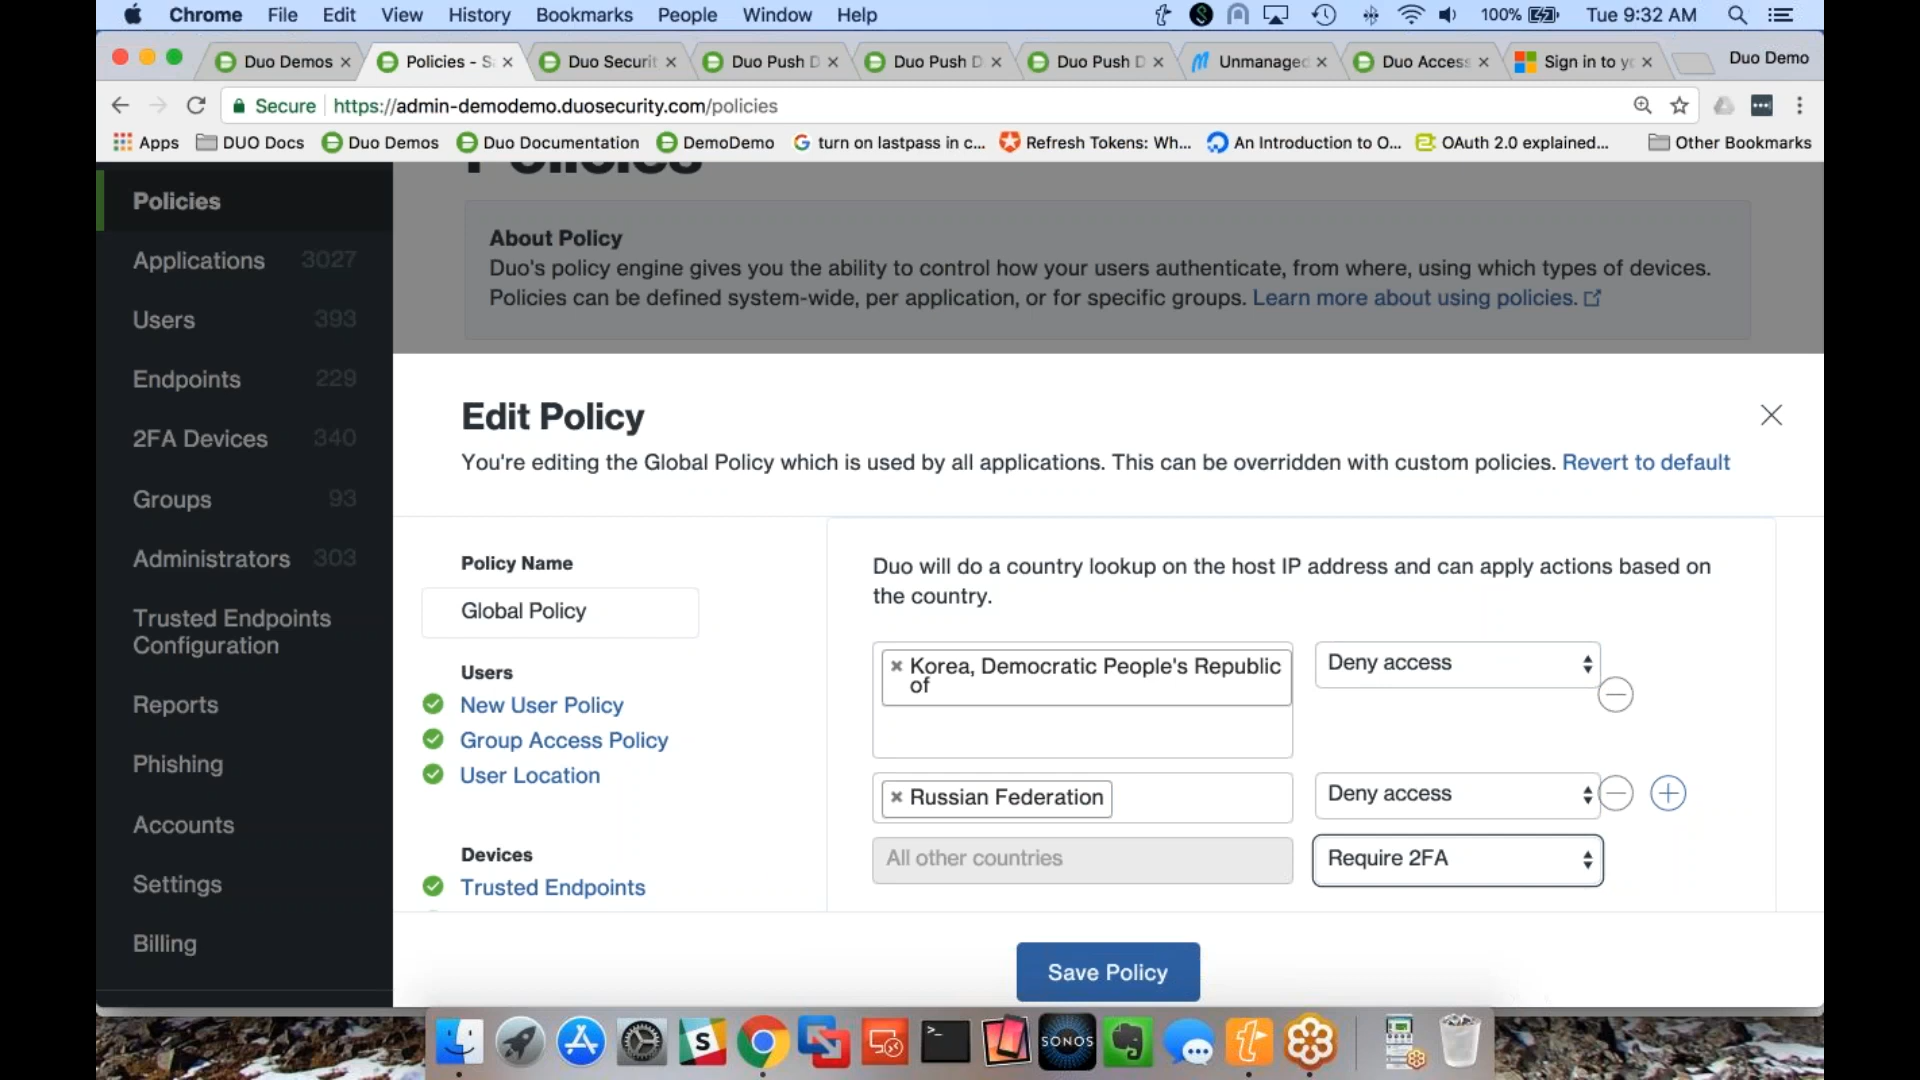 Chrome File Edit View History Bookmarks People Window Help 100% Tue 9:32 AM
Duo Demos Policies - S Duo Securit Duo Push D Duo Push D Duo Push D Unmanaged Duo Access Sign in to y Duo Demo
Secure https://admin-demodemo.duosecurity.com/policies
Apps DUO Docs Duo Demos Duo Documentation DemoDemo turn on lastpass in c... Refresh Tokens: Wh... An Introduction to O... OAuth 2.0 explained... Other Bookmarks
Policies
Policies
Applications 3027
Users 393
Endpoints 229
2FA Devices 340
Groups 93
Administrators 303
Trusted Endpoints
Configuration
Reports
Phishing
Accounts
Settings
Billing
About Policy
Duo's policy engine gives you the ability to control how your users authenticate, from where, using which types of devices.
Policies can be defined system-wide, per application, or for specific groups. Learn more about using policies.
Edit Policy
You're editing the Global Policy which is used by all applications. This can be overridden with custom policies. Revert to default
Policy Name
Global Policy
Users
New User Policy
Group Access Policy
User Location
Devices
Trusted Endpoints
Duo will do a country lookup on the host IP address and can apply actions based on
the country.
Korea, Democratic People's Republic
of
Deny access
Russian Federation
Deny access
All other countries
Require 2FA
Save Policy
SONOS